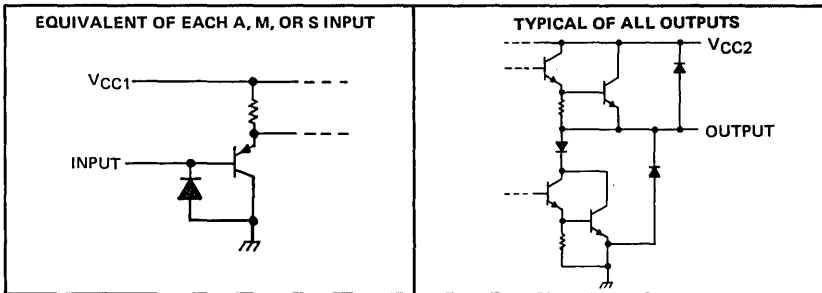 EQUIVALENT OF EACH A, M, OR S INPUT
VCC1
INPUT
TYPICAL OF ALL OUTPUTS
VCC2
OUTPUT